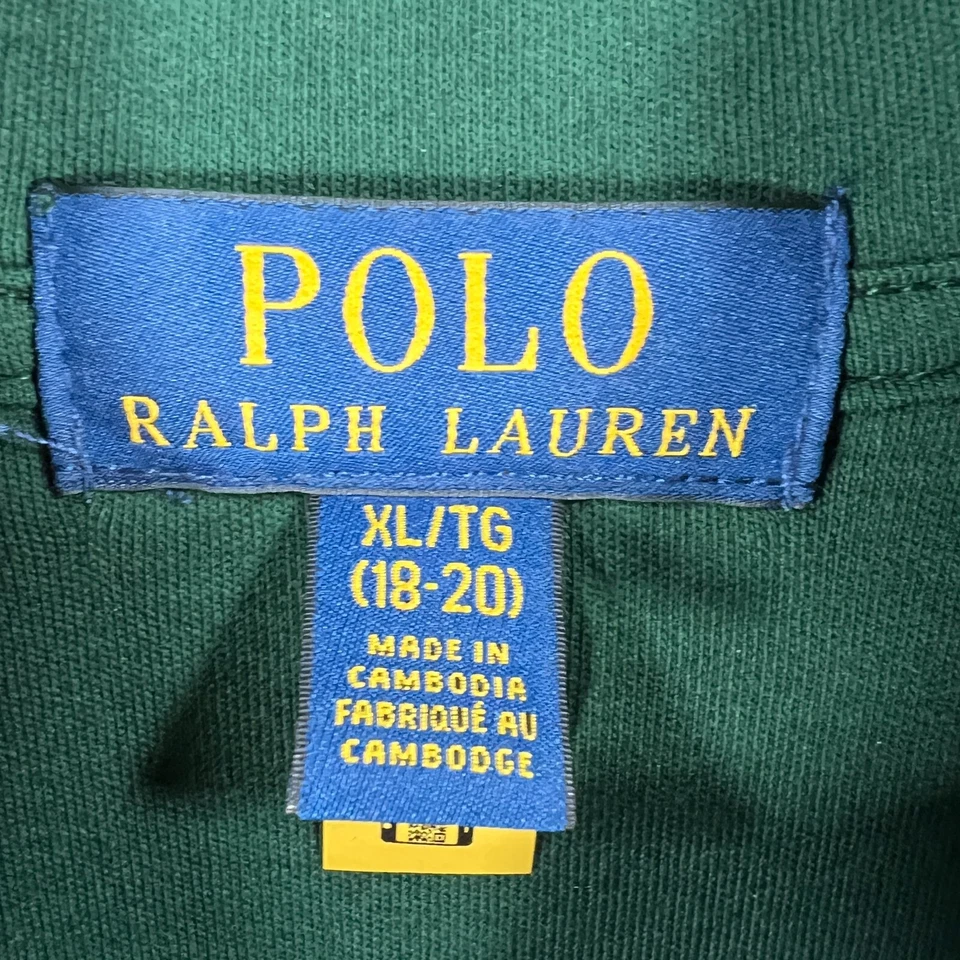 POLO
RALPH LAUREN
XL/TG
(18-20)
MADE IN
CAMBODIA
FABRIQUÉ AU
CAMBODGE